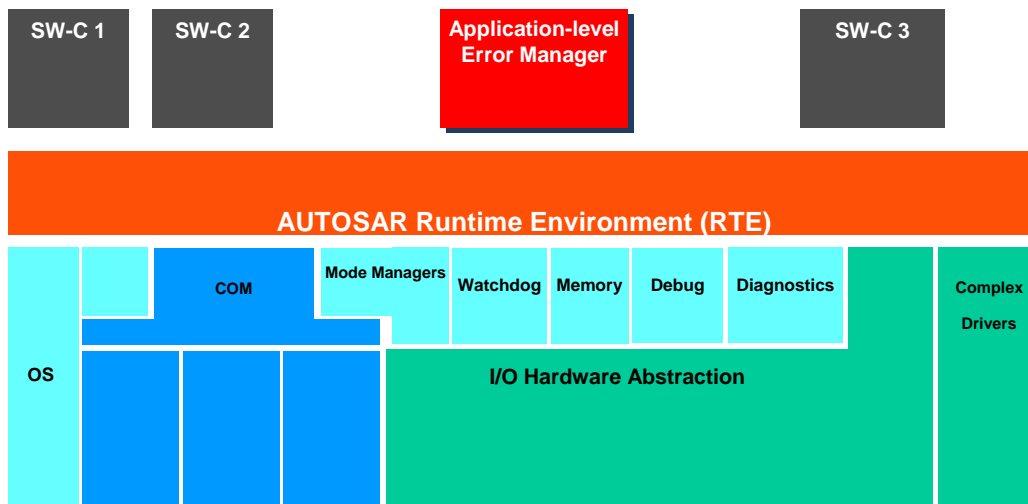 SW-C 1
SW-C 2
Application-level
Error Manager
SW-C 3
AUTOSAR Runtime Environment (RTE)
OS
COM
Mode Managers
Watchdog
Memory
Debug
Diagnostics
Complex
Drivers
I/O Hardware Abstraction